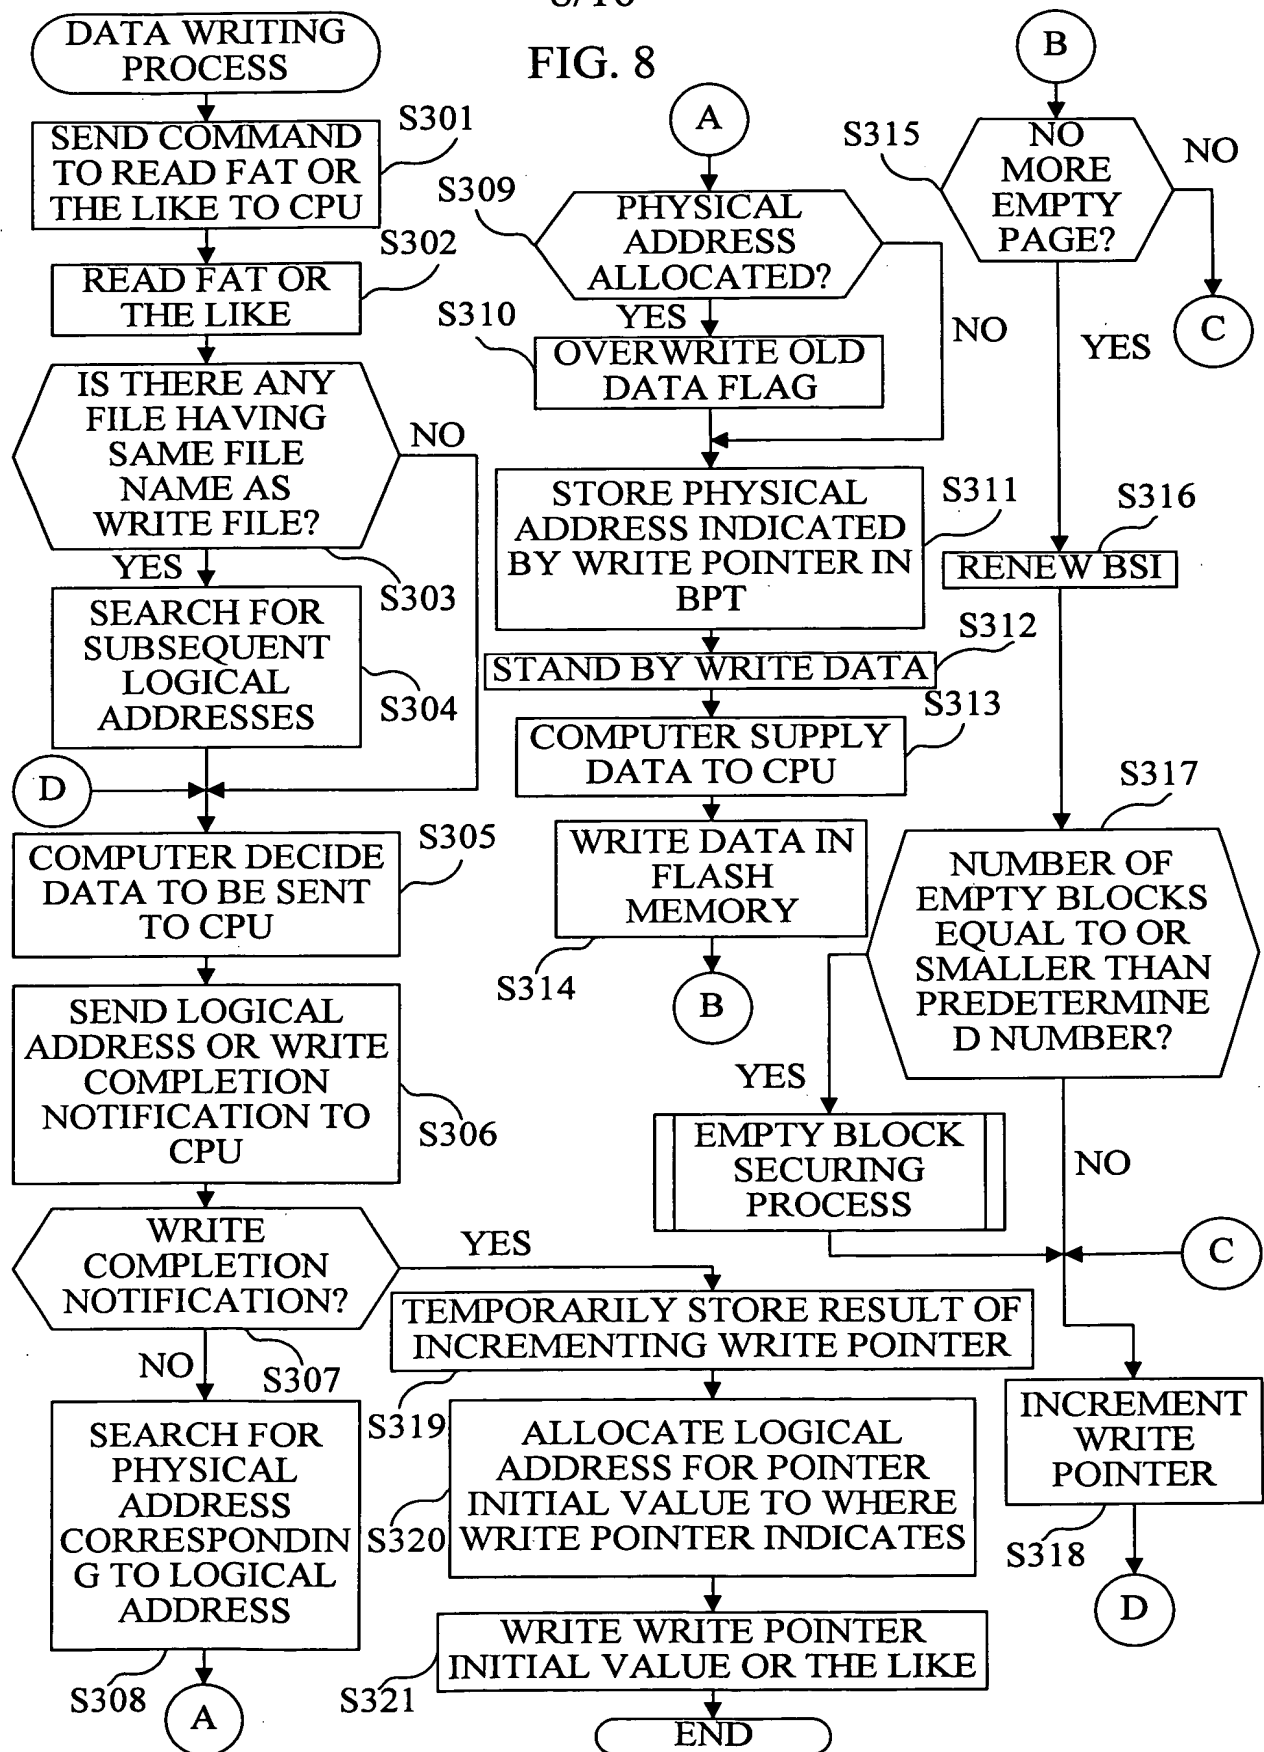 8/10
FIG. 8
DATA WRITING
PROCESS
S301
SEND COMMAND
TO READ FAT OR
THE LIKE TO CPU
S302
READ FAT OR
THE LIKE
IS THERE ANY
FILE HAVING
SAME FILE
NAME AS
WRITE FILE?
NO
YES
S303
SEARCH FOR
SUBSEQUENT
LOGICAL
ADDRESSES
S304
D
S305
COMPUTER DECIDE
DATA TO BE SENT
TO CPU
SEND LOGICAL
ADDRESS OR WRITE
COMPLETION
NOTIFICATION TO
CPU
S306
WRITE
COMPLETION
NOTIFICATION?
YES
NO
S307
SEARCH FOR
PHYSICAL
ADDRESS
CORRESPONDIN
G TO LOGICAL
ADDRESS
S308
A
A
S309
PHYSICAL
ADDRESS
ALLOCATED?
YES
NO
S310
OVERWRITE OLD
DATA FLAG
S311
STORE PHYSICAL
ADDRESS INDICATED
BY WRITE POINTER IN
BPT
S312
STAND BY WRITE DATA
S313
COMPUTER SUPPLY
DATA TO CPU
WRITE DATA IN
FLASH
MEMORY
S314
B
B
S315
NO
MORE
EMPTY
PAGE?
NO
C
YES
S316
RENEW BSI
S317
NUMBER OF
EMPTY BLOCKS
EQUAL TO OR
SMALLER THAN
PREDETERMINE
D NUMBER?
YES
EMPTY BLOCK
SECURING
PROCESS
NO
C
INCREMENT
WRITE
POINTER
S318
D
TEMPORARILY STORE RESULT OF
INCREMENTING WRITE POINTER
S319
ALLOCATE LOGICAL
ADDRESS FOR POINTER
INITIAL VALUE TO WHERE
WRITE POINTER INDICATES
S320
WRITE WRITE POINTER
INITIAL VALUE OR THE LIKE
S321
END